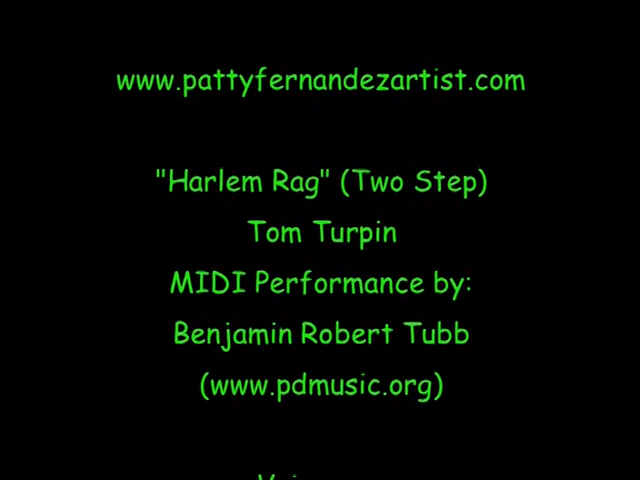 www.pattyfernandezartist.com
"Harlem Rag" (Two Step)
Tom Turpin
MIDI Performance by:
Benjamin Robert Tubb
(www.pdmusic.org)